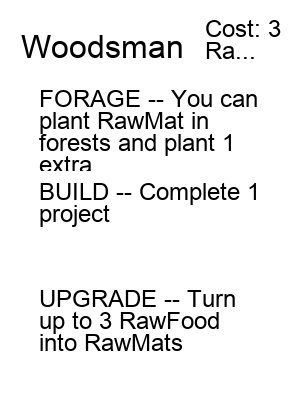 Woodsman
Cost: 3
Ra...
FORAGE -- You can
plant RawMat in
forests and plant 1
extra
BUILD -- Complete 1
project
UPGRADE -- Turn
up to 3 RawFood
into RawMats